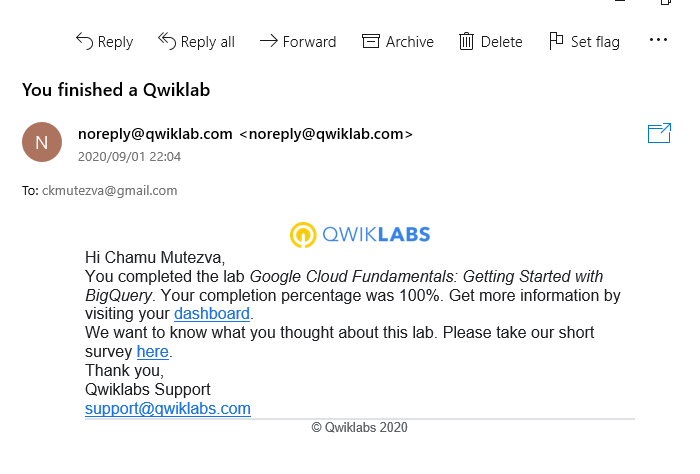 Reply Reply all Forward Archive Delete Set flag
You finished a Qwiklab
N
noreply@qwiklab.com <noreply@qwiklab.com>
2020/09/01 22:04
To: ckmutezva@gmail.com
QWIKLABS
Hi Chamu Mutezva,
You completed the lab Google Cloud Fundamentals: Getting Started with
BigQuery. Your completion percentage was 100%. Get more information by
visiting your dashboard.
We want to know what you thought about this lab. Please take our short
survey here.
Thank you,
Qwiklabs Support
support@qwiklabs.com
© Qwiklabs 2020